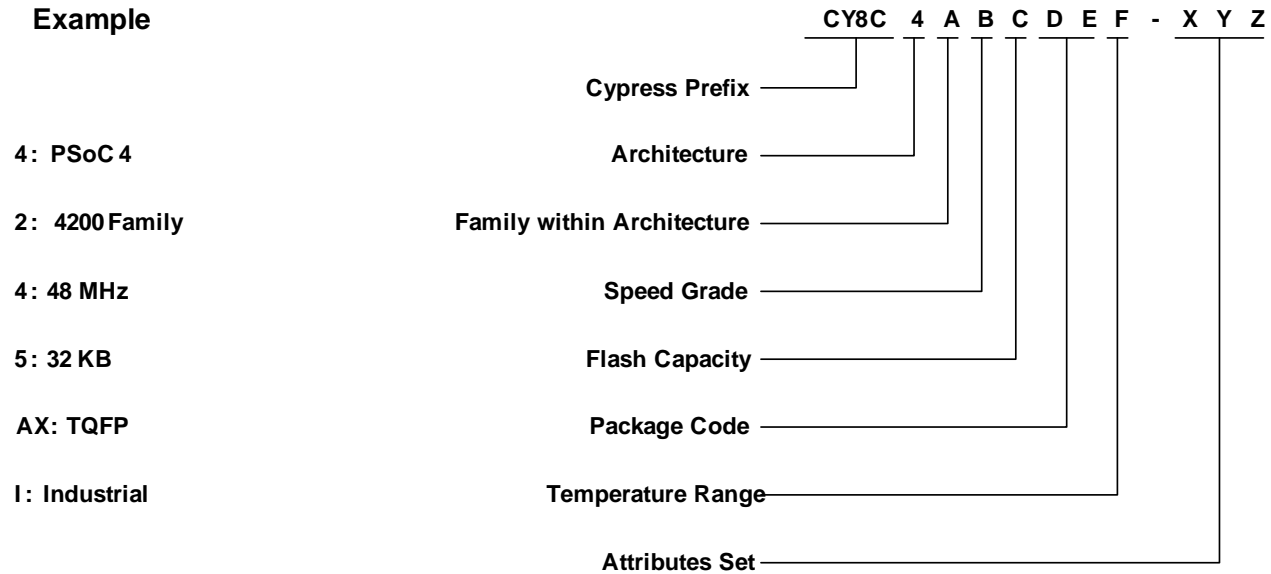 Example CY8C 4 A B C D E F - X Y Z
Cypress Prefix
4: PSoC 4 Architecture
2: 4200 Family Family within Architecture
4: 48 MHz Speed Grade
5: 32 KB Flash Capacity
AX: TQFP Package Code
I: Industrial Temperature Range
Attributes Set